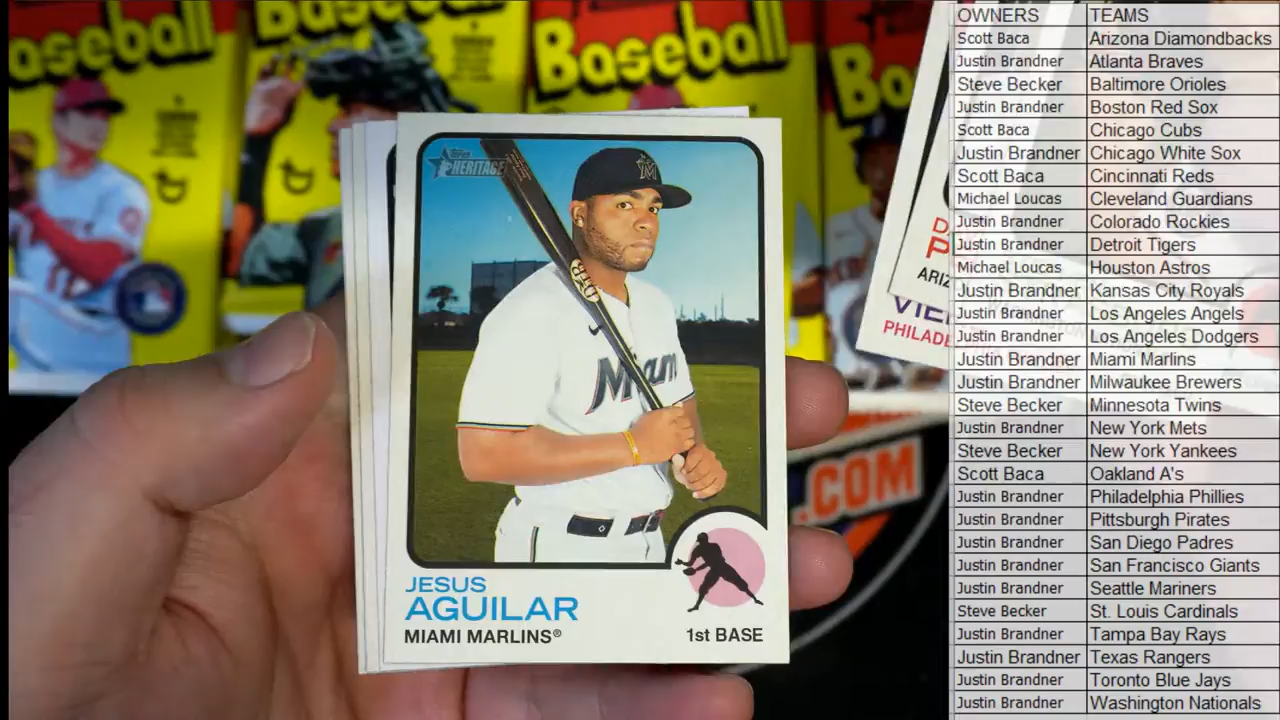 Baseball
Baseball
Topps
HERITAGE
Miam
JESUS
AGUILAR
MIAMI MARLINS®
1st BASE
PHILADE
.COM
OWNERS TEAMS
Scott Baca Arizona Diamondbacks
Justin Brandner Atlanta Braves
Steve Becker Baltimore Orioles
Justin Brandner Boston Red Sox
Scott Baca Chicago Cubs
Justin Brandner Chicago White Sox
Scott Baca Cincinnati Reds
Michael Loucas Cleveland Guardians
Justin Brandner Colorado Rockies
Justin Brandner Detroit Tigers
Michael Loucas Houston Astros
Justin Brandner Kansas City Royals
Justin Brandner Los Angeles Angels
Justin Brandner Los Angeles Dodgers
Justin Brandner Miami Marlins
Justin Brandner Milwaukee Brewers
Steve Becker Minnesota Twins
Justin Brandner New York Mets
Steve Becker New York Yankees
Scott Baca Oakland A's
Justin Brandner Philadelphia Phillies
Justin Brandner Pittsburgh Pirates
Justin Brandner San Diego Padres
Justin Brandner San Francisco Giants
Justin Brandner Seattle Mariners
Steve Becker St. Louis Cardinals
Justin Brandner Tampa Bay Rays
Justin Brandner Texas Rangers
Justin Brandner Toronto Blue Jays
Justin Brandner Washington Nationals